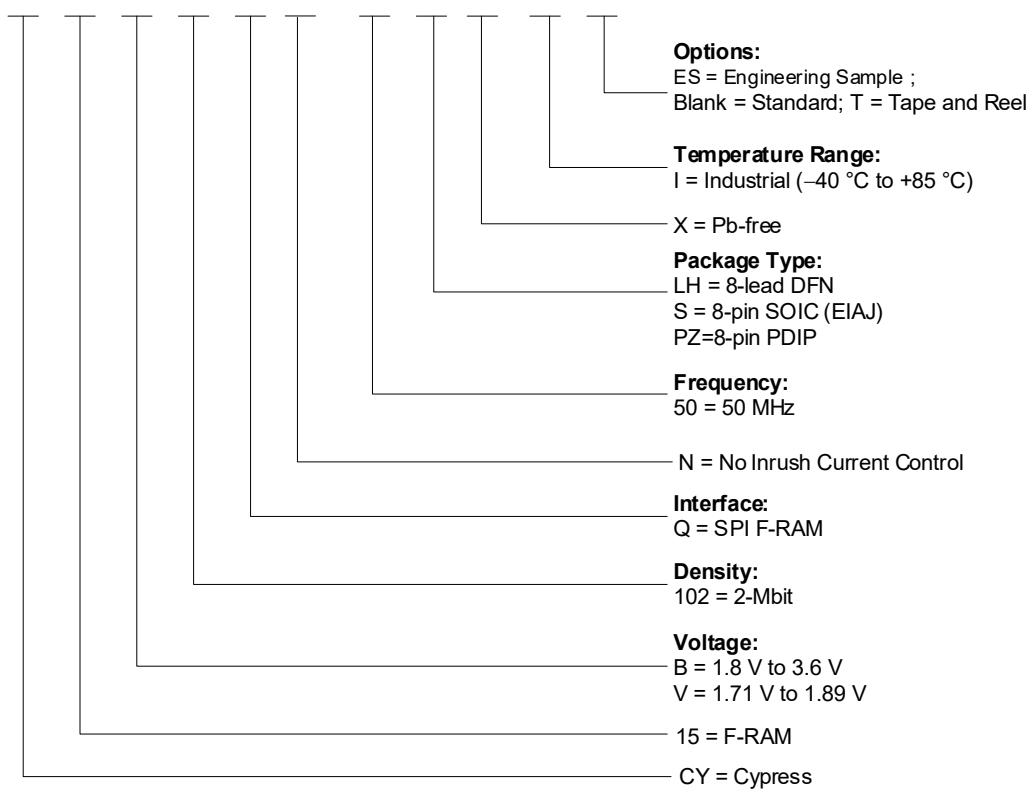 Options:
ES = Engineering Sample ;
Blank = Standard; T = Tape and Reel
Temperature Range:
I = Industrial (–40 °C to +85 °C)
X = Pb-free
Package Type:
LH = 8-lead DFN
S = 8-pin SOIC (EIAJ)
PZ=8-pin PDIP
Frequency:
50 = 50 MHz
N = No Inrush Current Control
Interface:
Q = SPI F-RAM
Density:
102 = 2-Mbit
Voltage:
B = 1.8 V to 3.6 V
V = 1.71 V to 1.89 V
15 = F-RAM
CY = Cypress